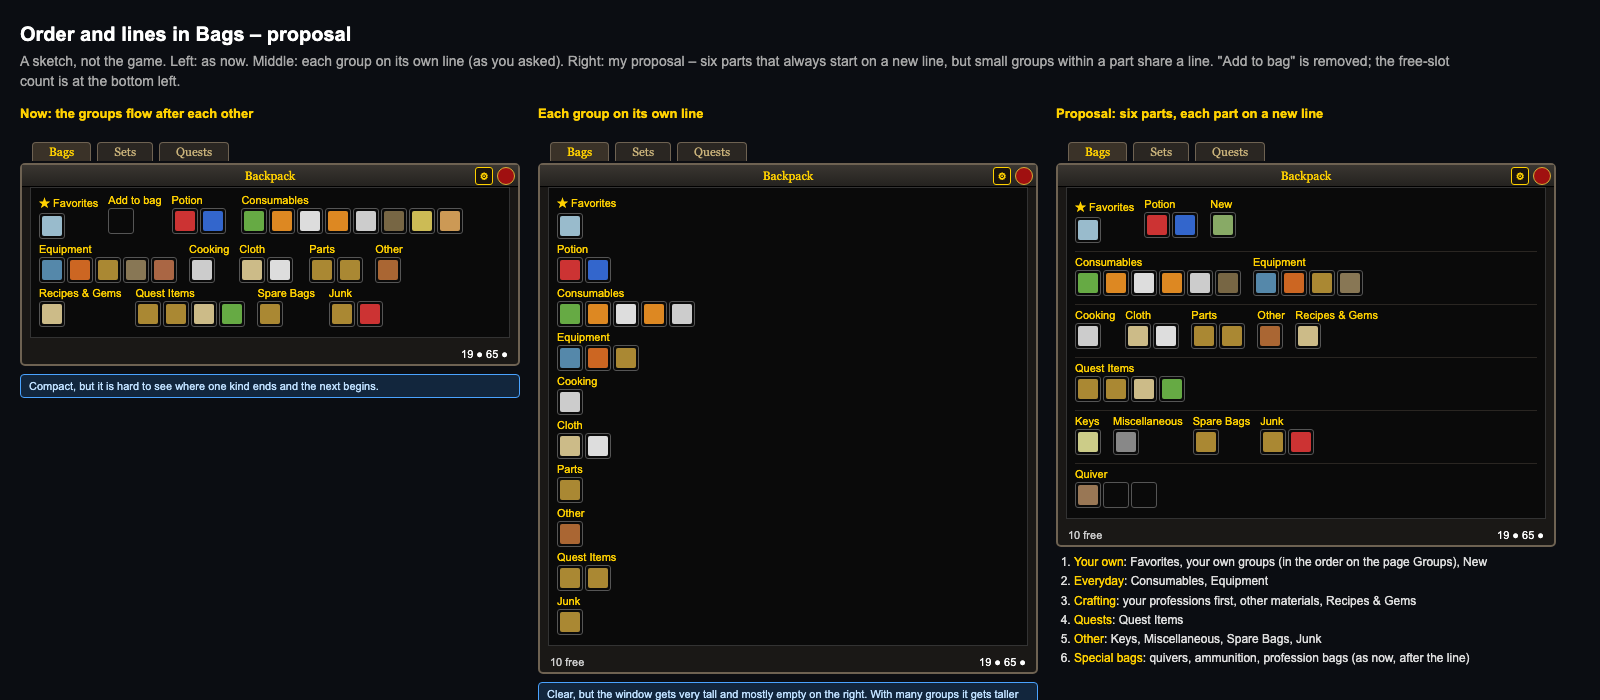 Order and lines in Bags – proposal
A sketch, not the game. Left: as now. Middle: each group on its own line (as you asked). Right: my proposal – six parts that always start on a new line, but small groups within a part share a line. "Add to bag" is removed; the free-slot
count is at the bottom left.
Now: the groups flow after each other
Bags Sets Quests
Backpack
★ Favorites Add to bag Potion Consumables
Equipment Cooking Cloth Parts Other
Recipes & Gems Quest Items Spare Bags Junk
19 ● 65 ●
Compact, but it is hard to see where one kind ends and the next begins.
Each group on its own line
Bags Sets Quests
Backpack
★ Favorites
Potion
Consumables
Equipment
Cooking
Cloth
Parts
Other
Quest Items
Junk
10 free 19 ● 65 ●
Clear, but the window gets very tall and mostly empty on the right. With many groups it gets taller
Proposal: six parts, each part on a new line
Bags Sets Quests
Backpack
★ Favorites Potion New
Consumables Equipment
Cooking Cloth Parts Other Recipes & Gems
Quest Items
Keys Miscellaneous Spare Bags Junk
Quiver
10 free 19 ● 65 ●
1. Your own: Favorites, your own groups (in the order on the page Groups), New
2. Everyday: Consumables, Equipment
3. Crafting: your professions first, other materials, Recipes & Gems
4. Quests: Quest Items
5. Other: Keys, Miscellaneous, Spare Bags, Junk
6. Special bags: quivers, ammunition, profession bags (as now, after the line)